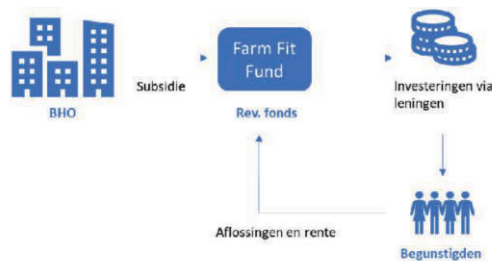 Farm Fit
Fund
Subsidie
Investeringen via
leningen
BHO
Rev. fonds
Aflossingen en rente
Begunstigden